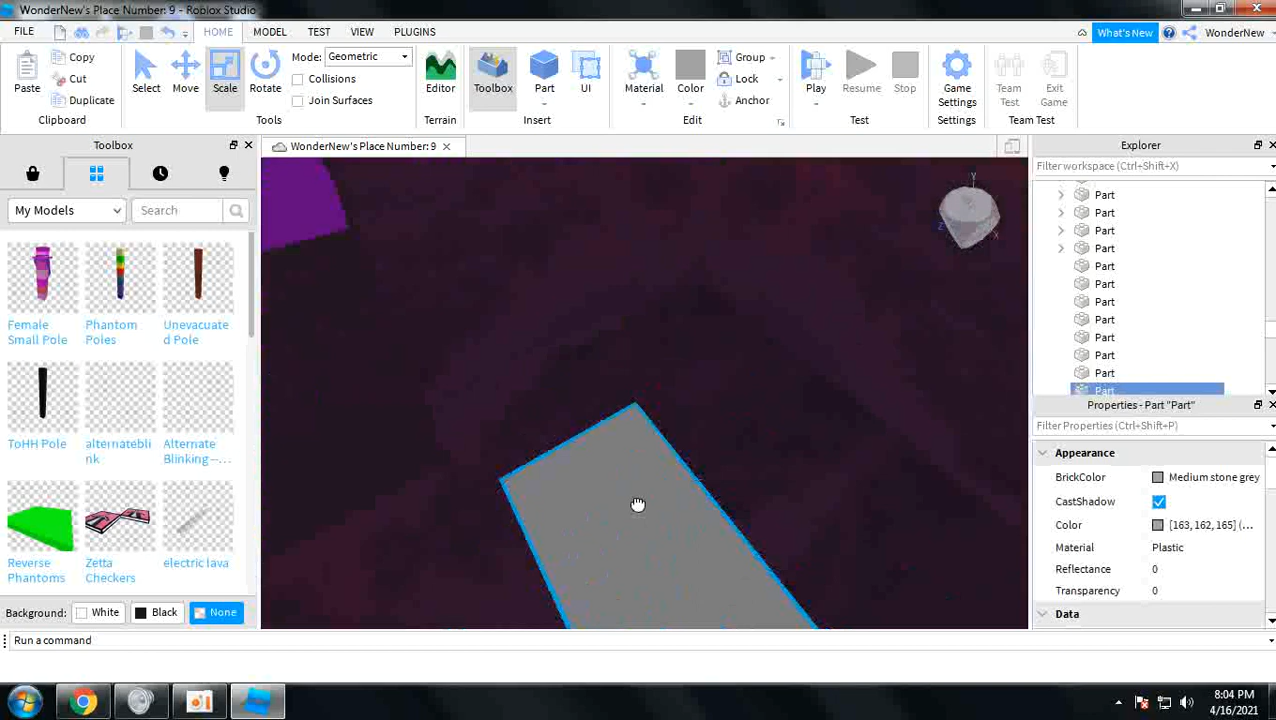 WonderNew's Place Number: 9 - Roblox Studio
FILE
HOME
MODEL
TEST
VIEW
PLUGINS
What's New
WonderNew
Paste
Copy
Cut
Duplicate
Clipboard
Select
Move
Scale
Rotate
Mode: Geometric
Collisions
Join Surfaces
Tools
Editor
Terrain
Toolbox
Part
UI
Insert
Material
Color
Group
Lock
Anchor
Edit
Play
Resume
Stop
Test
Game
Settings
Settings
Team
Test
Exit
Game
Team Test
Toolbox
WonderNew's Place Number: 9
Explorer
Filter workspace (Ctrl+Shift+X)
My Models
Search
Female
Small Pole
Phantom
Poles
Unevacuate
d Pole
ToHH Pole
alternatebli
nk
Alternate
Blinking--...
Reverse
Phantoms
Zetta
Checkers
electric lava
Background:
White
Black
None
Y
Z
X
Part
Part
Part
Part
Part
Part
Part
Part
Part
Part
Part
Part
Properties - Part "Part"
Filter Properties (Ctrl+Shift+P)
Appearance
BrickColor Medium stone grey
CastShadow
Color [163, 162, 165] (...
Material Plastic
Reflectance 0
Transparency 0
Data
Run a command
8:04 PM
4/16/2021